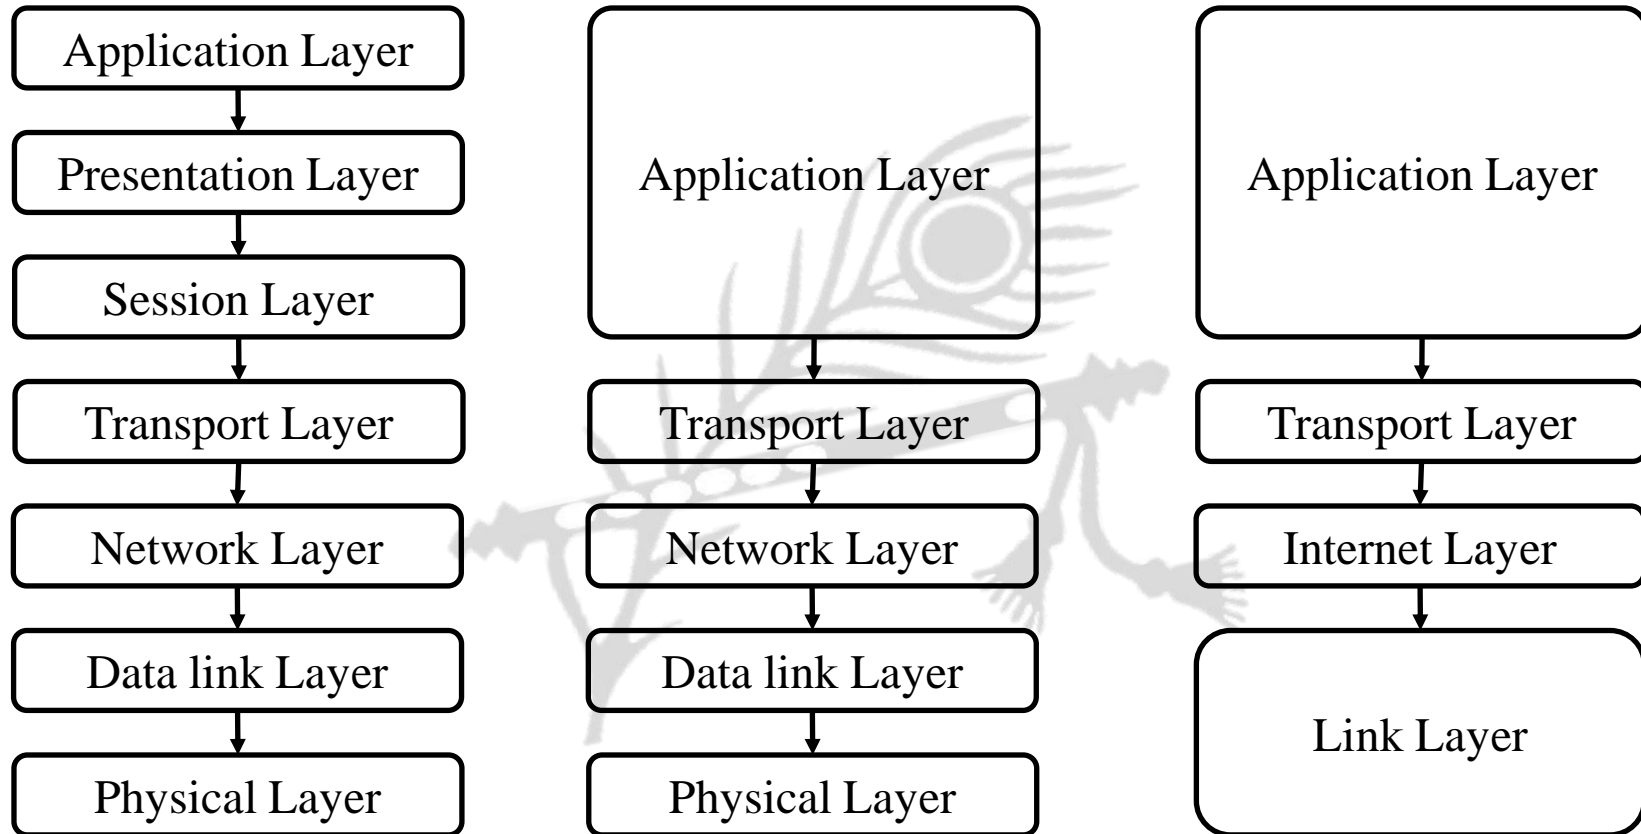 Application Layer
Presentation Layer
Session Layer
Transport Layer
Network Layer
Data link Layer
Physical Layer
Application Layer
Transport Layer
Network Layer
Data link Layer
Physical Layer
Application Layer
Transport Layer
Internet Layer
Link Layer